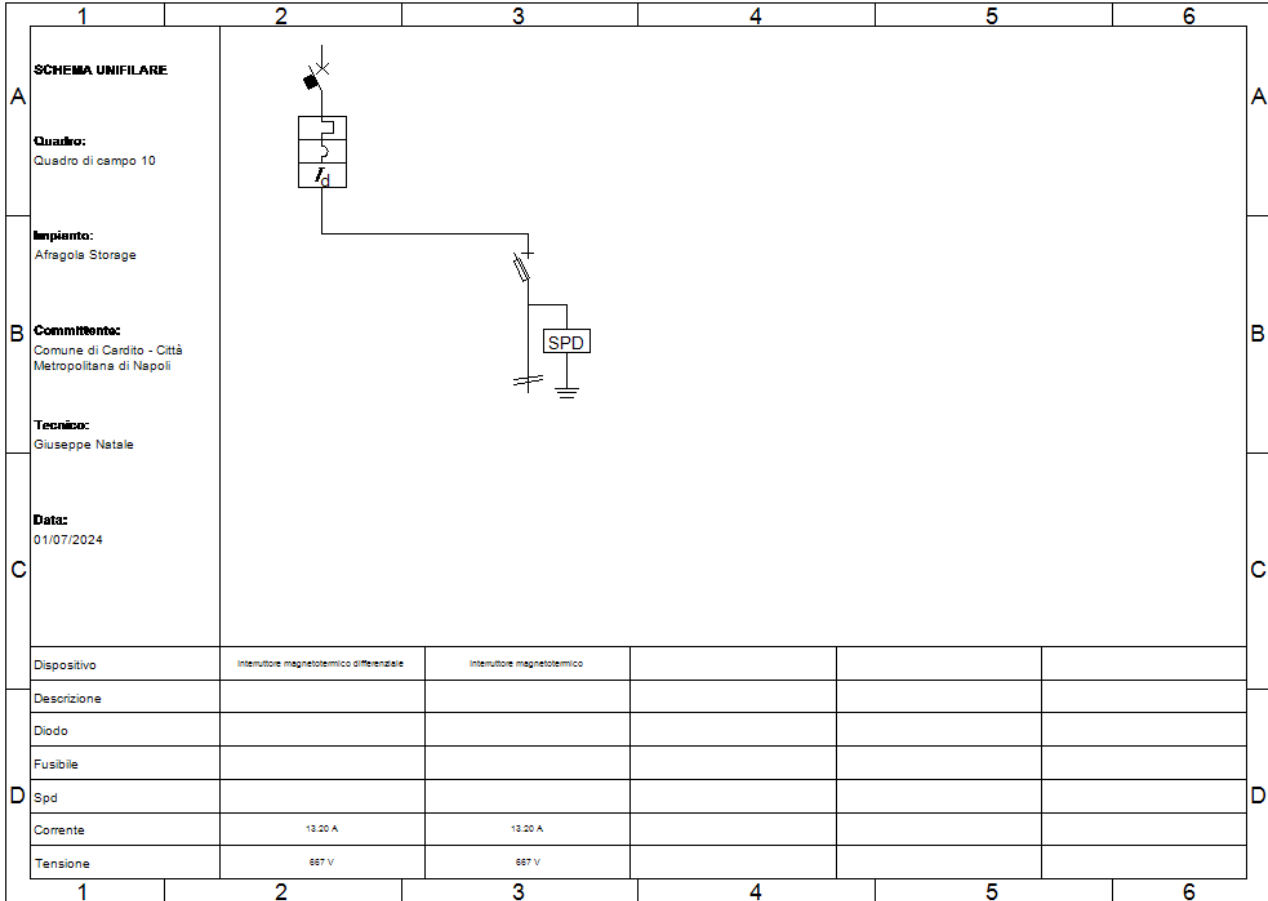 1 2 3 4 5 6
A A
SCHEMA UNIFILARE
Quadro:
Quadro di campo 10
Id
B B
Impianto:
Afragola Storage
Committente:
Comune di Cardito - Città
Metropolitana di Napoli
SPD
Tecnico:
Giuseppe Natale
C C
Data:
01/07/2024
Dispositivo Interruttore magnetotermico differenziale Interruttore magnetotermico
Descrizione
Diodo
Fusibile
D D
Spd
Corrente 13.20 A 13.20 A
Tensione 667 V 667 V
1 2 3 4 5 6